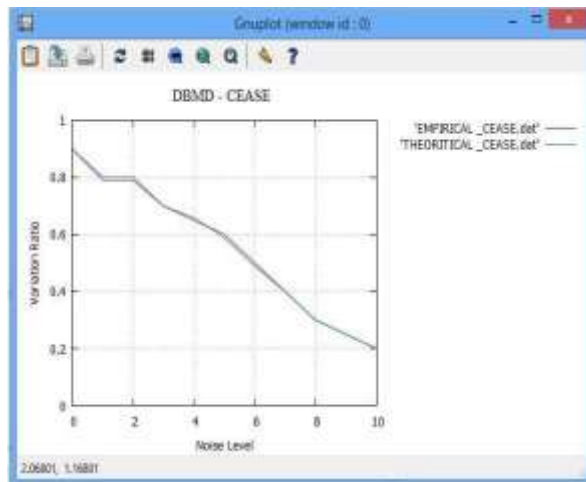 Gnuplot (window id : 0)
DBMD - CEASE
'EMPIRICAL _CEASE.dat'
'THEORITICAL _CEASE.dat'
1
0.8
0.6
0.4
0.2
0
Variation Ratio
0 2 4 6 8 10
Noise Level
2.06801, 1.16801